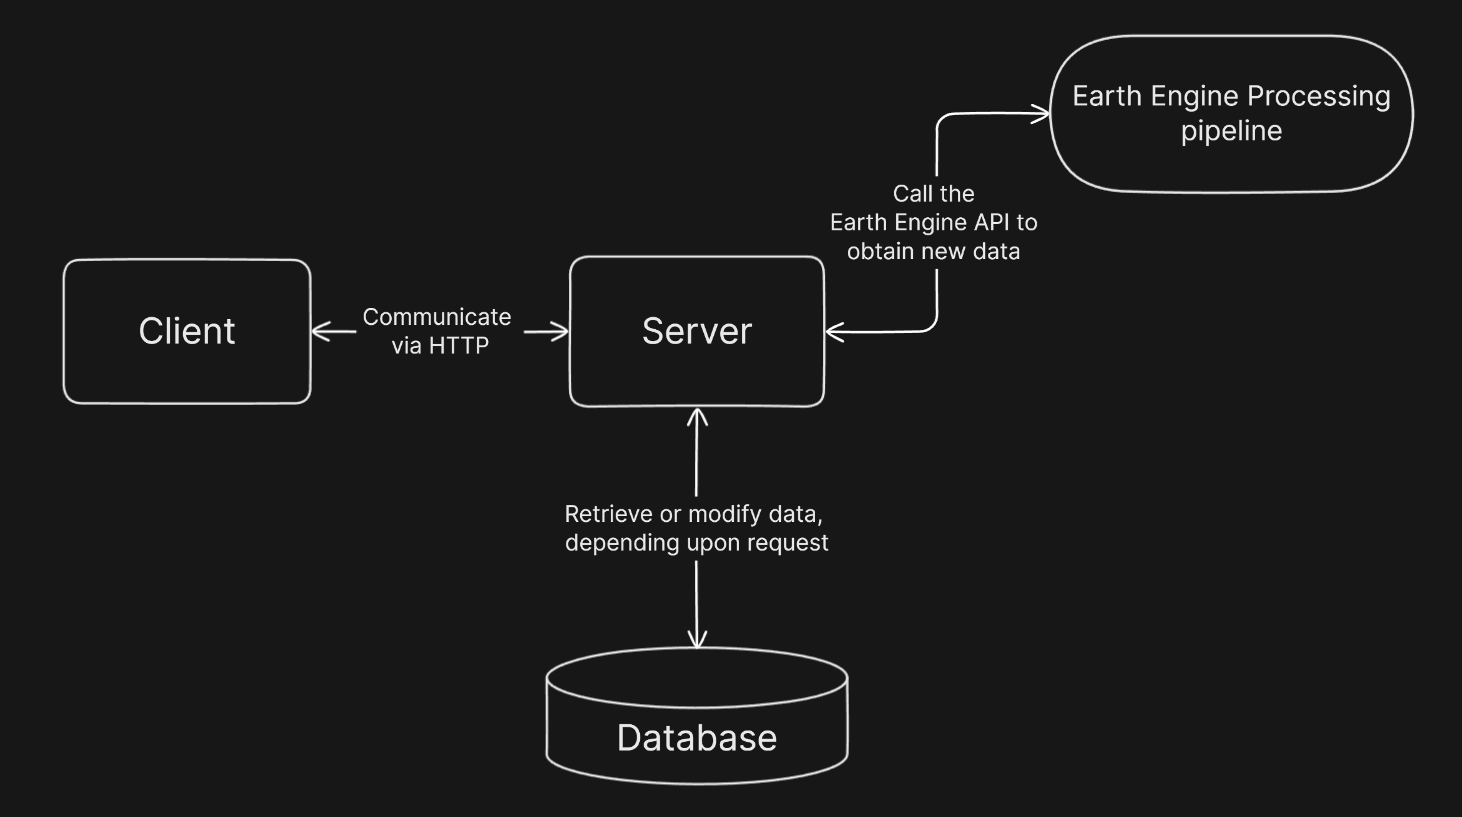 Earth Engine Processing
pipeline
Call the
Earth Engine API to
obtain new data
Client
Communicate
via HTTP
Server
Retrieve or modify data,
depending upon request
Database